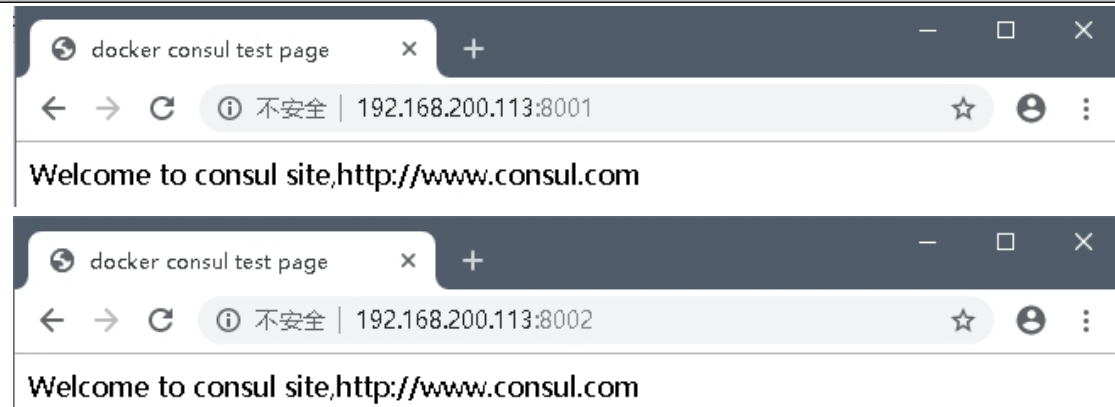 docker consul test page
不安全 | 192.168.200.113:8001
Welcome to consul site,http://www.consul.com
docker consul test page
不安全 | 192.168.200.113:8002
Welcome to consul site,http://www.consul.com